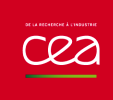 DE LA RECHERCHE À L'INDUSTRIE
cea